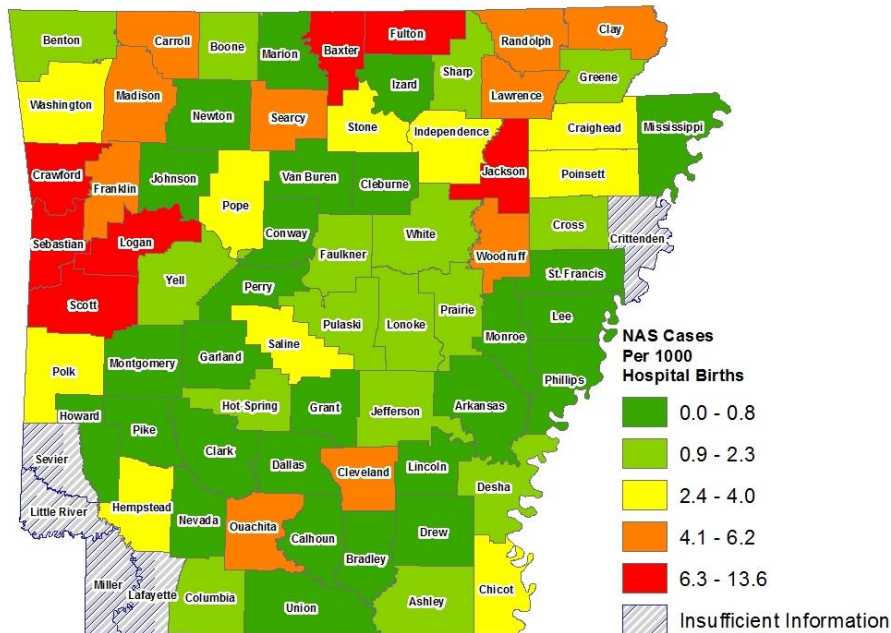 Benton
Carroll
Boone
Marion
Baxter
Fulton
Randolph
Clay
Sharp
Izard
Greene
Washington
Madison
Newton
Searcy
Stone
Independence
Lawrence
Craighead
Mississippi
Crawford
Franklin
Johnson
Pope
Van Buren
Cleburne
Jackson
Poinsett
Sebastian
Logan
Conway
Faulkner
White
Woodruff
Cross
Crittenden
Scott
Yell
Perry
Pulaski
Lonoke
Prairie
St. Francis
Monroe
Lee
Polk
Montgomery
Garland
Saline
Phillips
Howard
Pike
Hot Spring
Grant
Jefferson
Arkansas
Sevier
Clark
Dallas
Cleveland
Lincoln
Desha
Little River
Hempstead
Nevada
Ouachita
Calhoun
Bradley
Drew
Miller
Lafayette
Columbia
Union
Ashley
Chicot
NAS Cases
Per 1000
Hospital Births
0.0 - 0.8
0.9 - 2.3
2.4 - 4.0
4.1 - 6.2
6.3 - 13.6
Insufficient Information